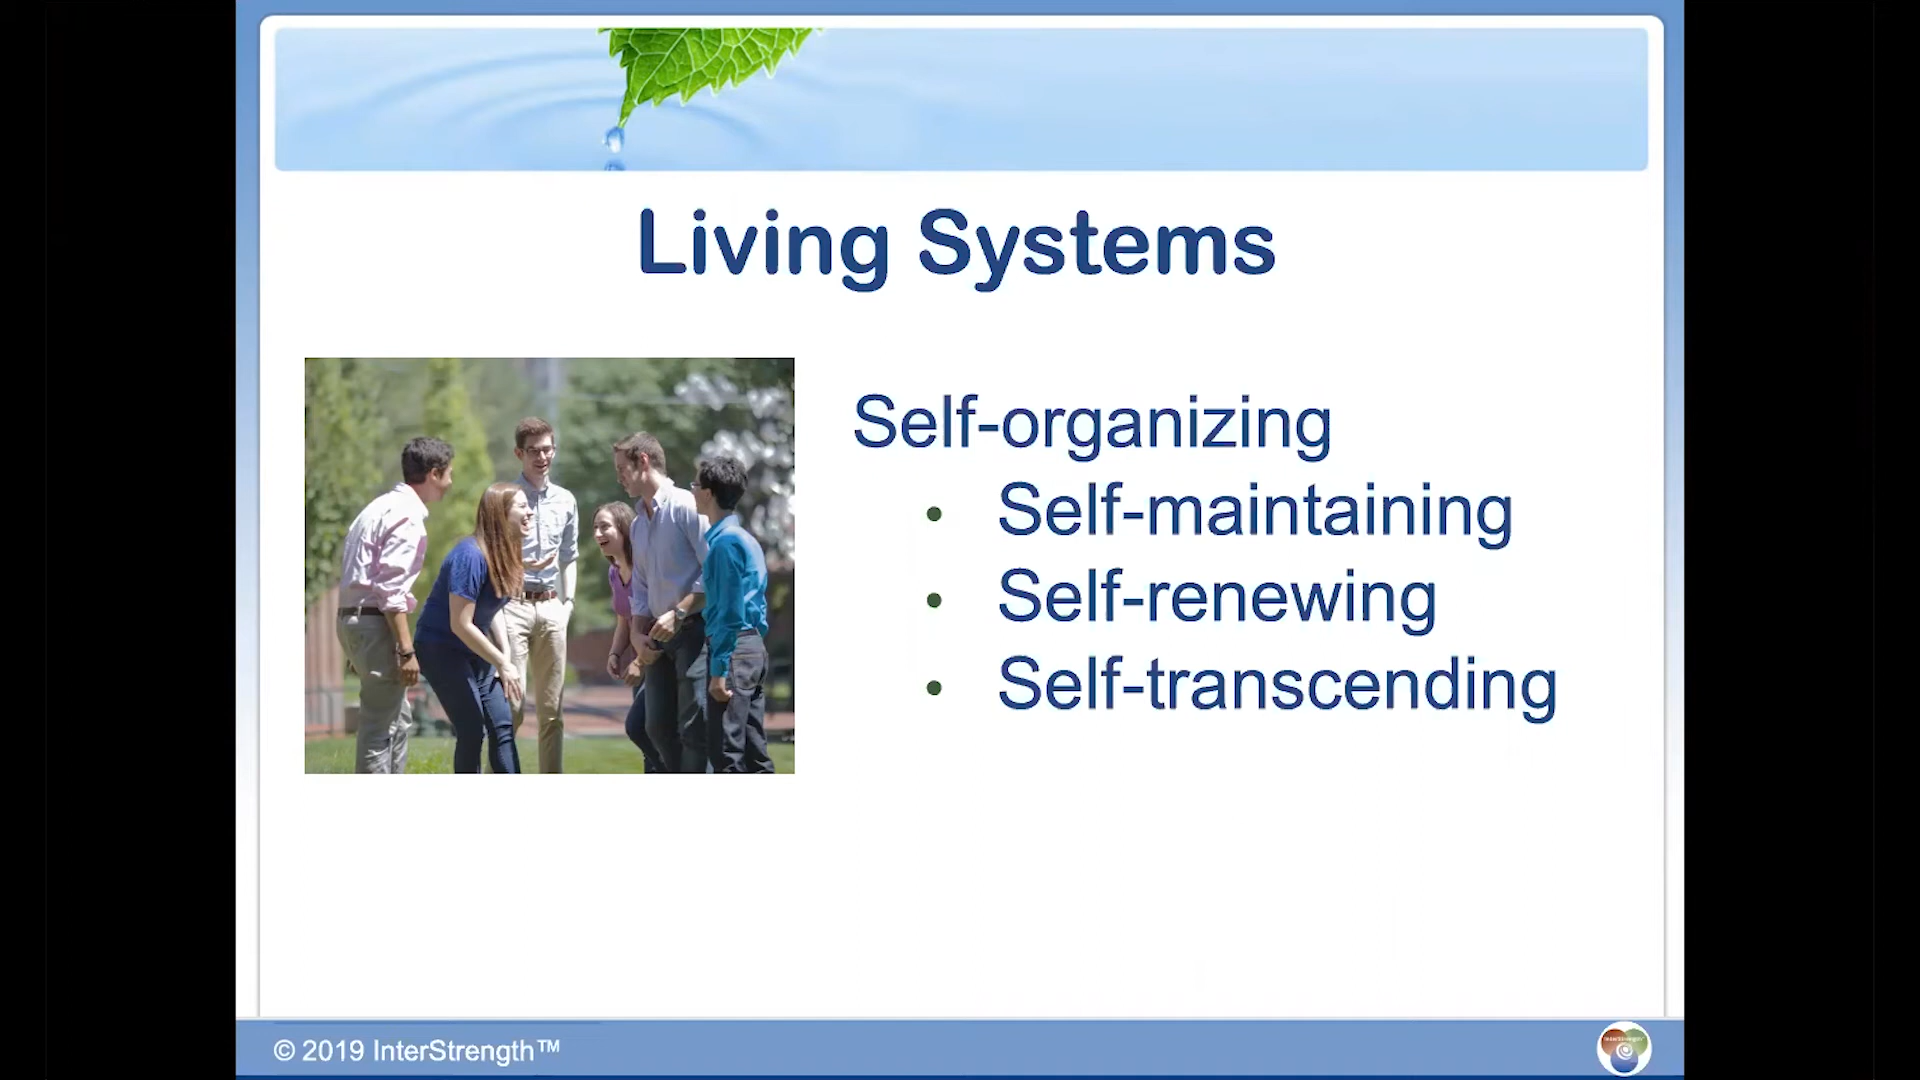 Living Systems
Self-organizing
• Self-maintaining
• Self-renewing
• Self-transcending
© 2019 InterStrength™